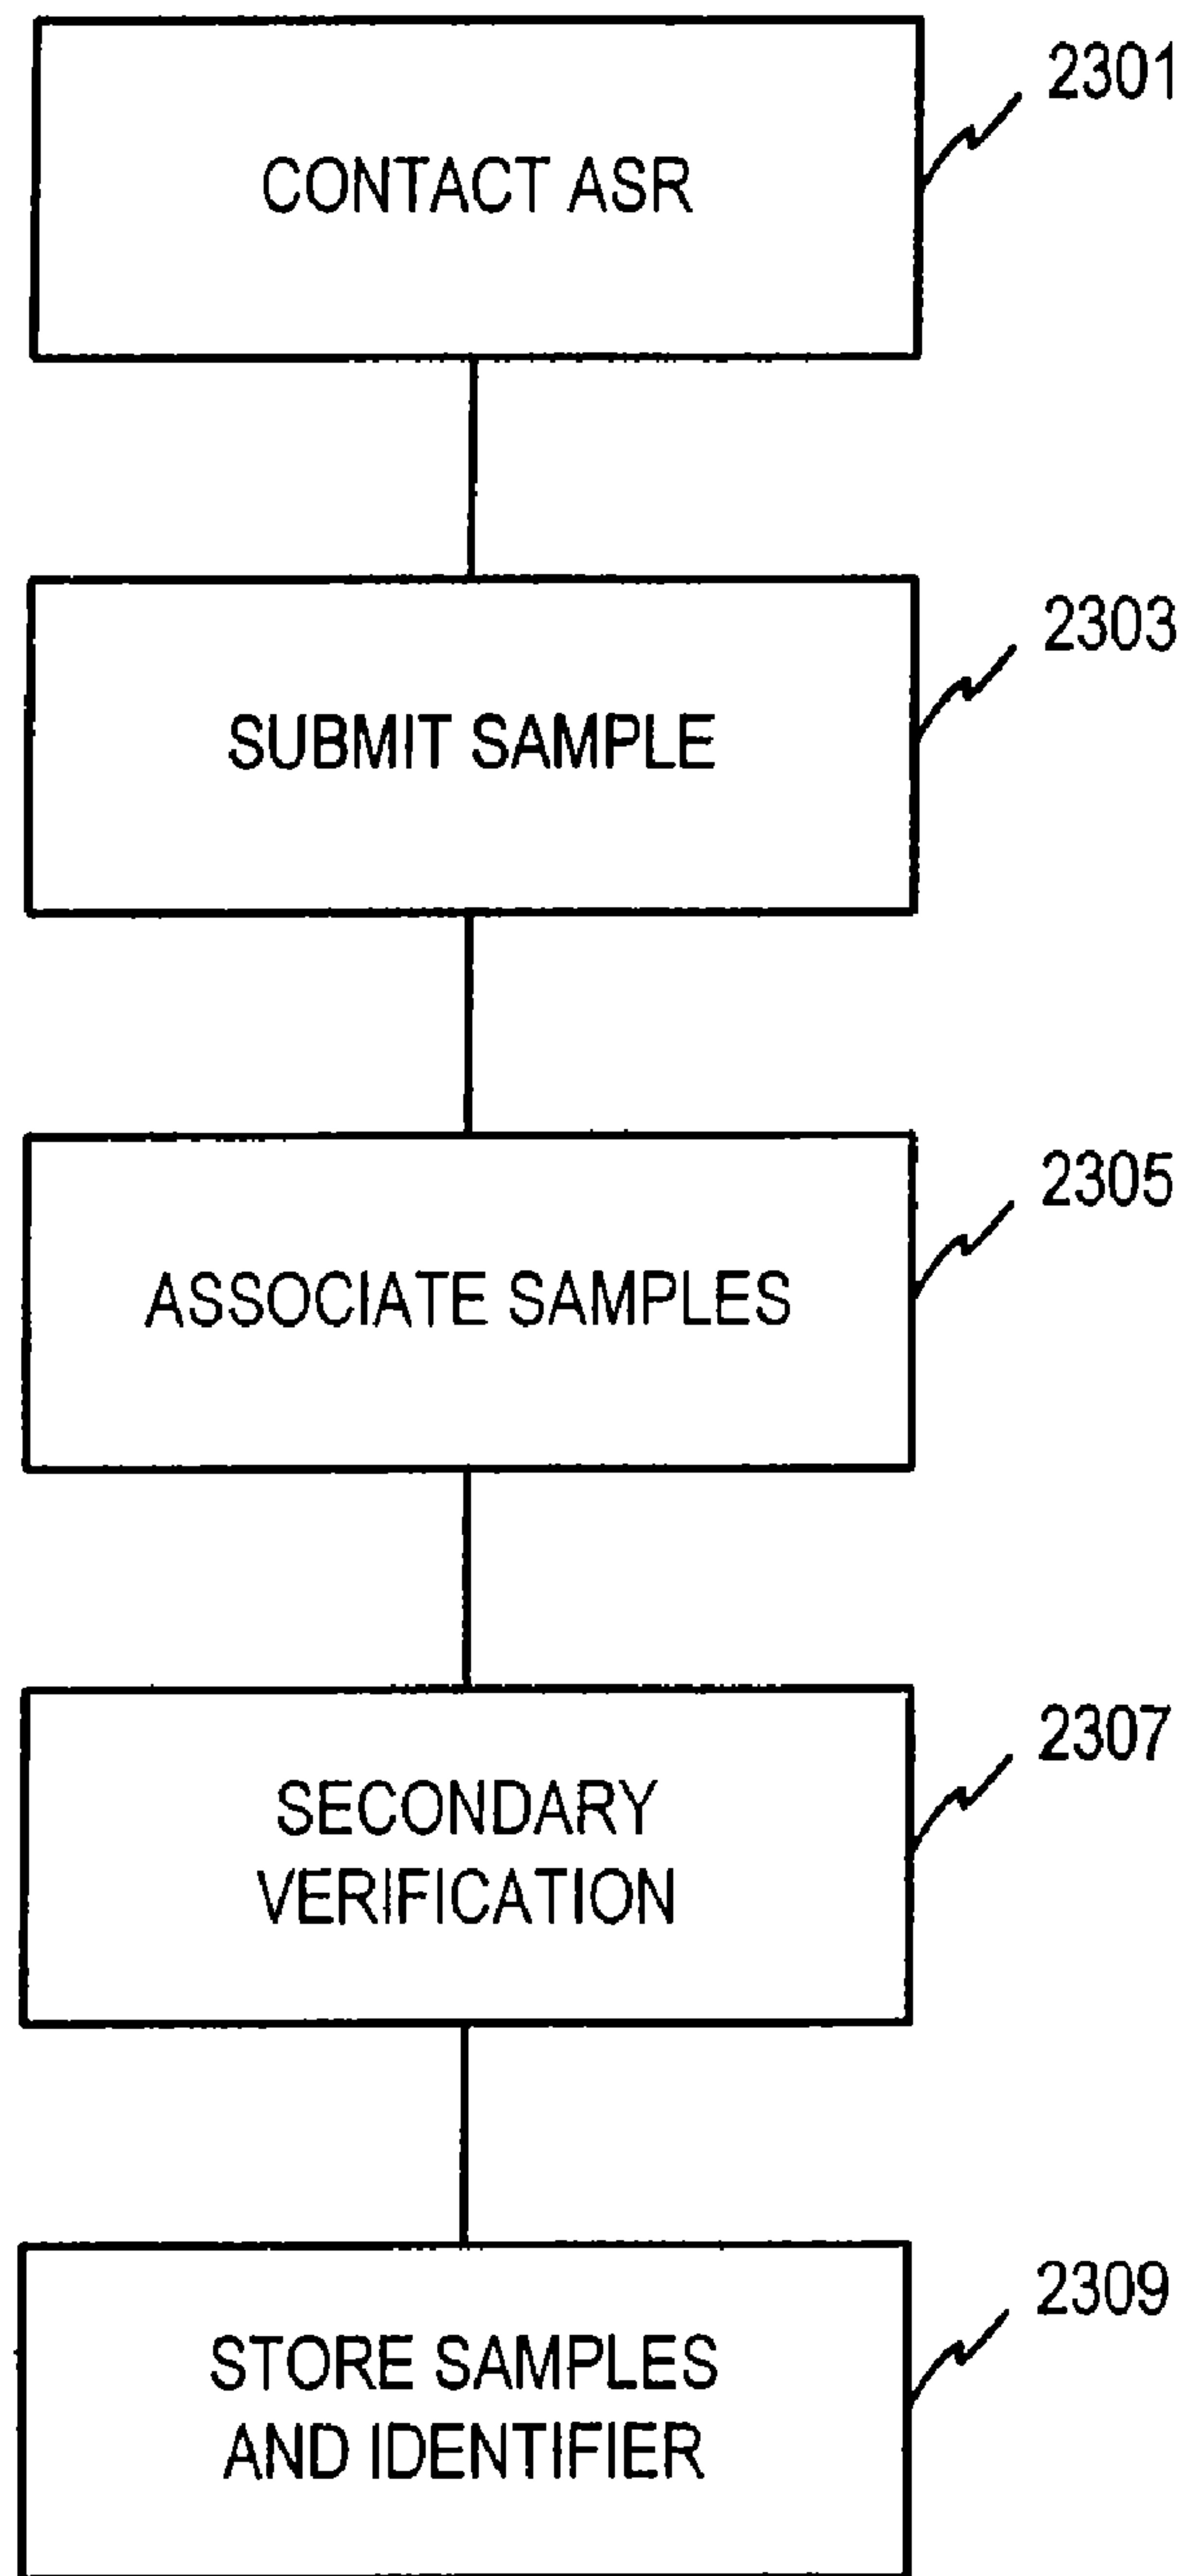 2301
CONTACT ASR
2303
SUBMIT SAMPLE
2305
ASSOCIATE SAMPLES
2307
SECONDARY
VERIFICATION
2309
STORE SAMPLES
AND IDENTIFIER